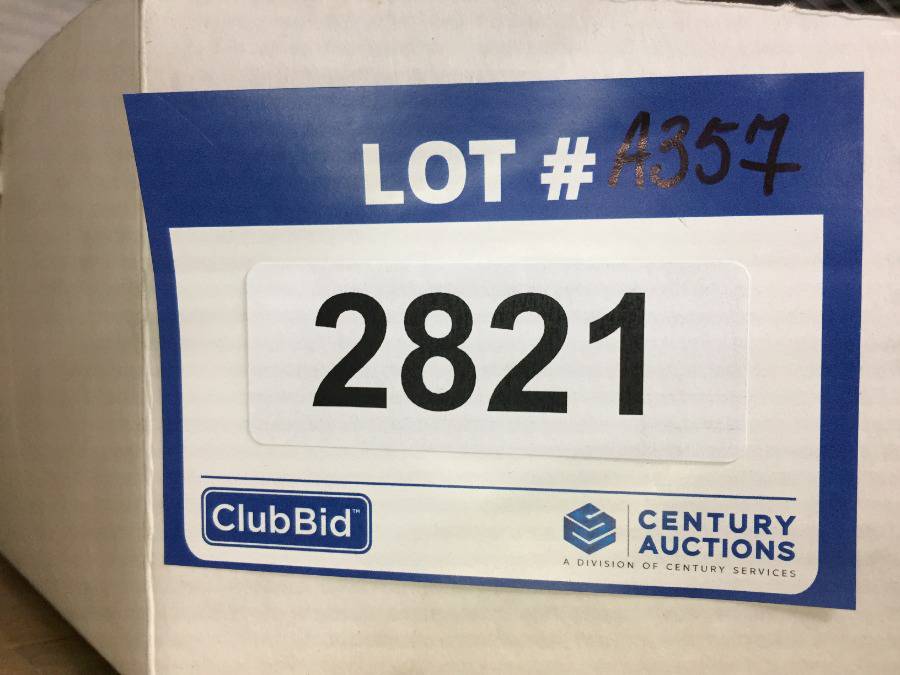 LOT # A357
2821
ClubBid™
CENTURY
AUCTIONS
A DIVISION OF CENTURY SERVICES